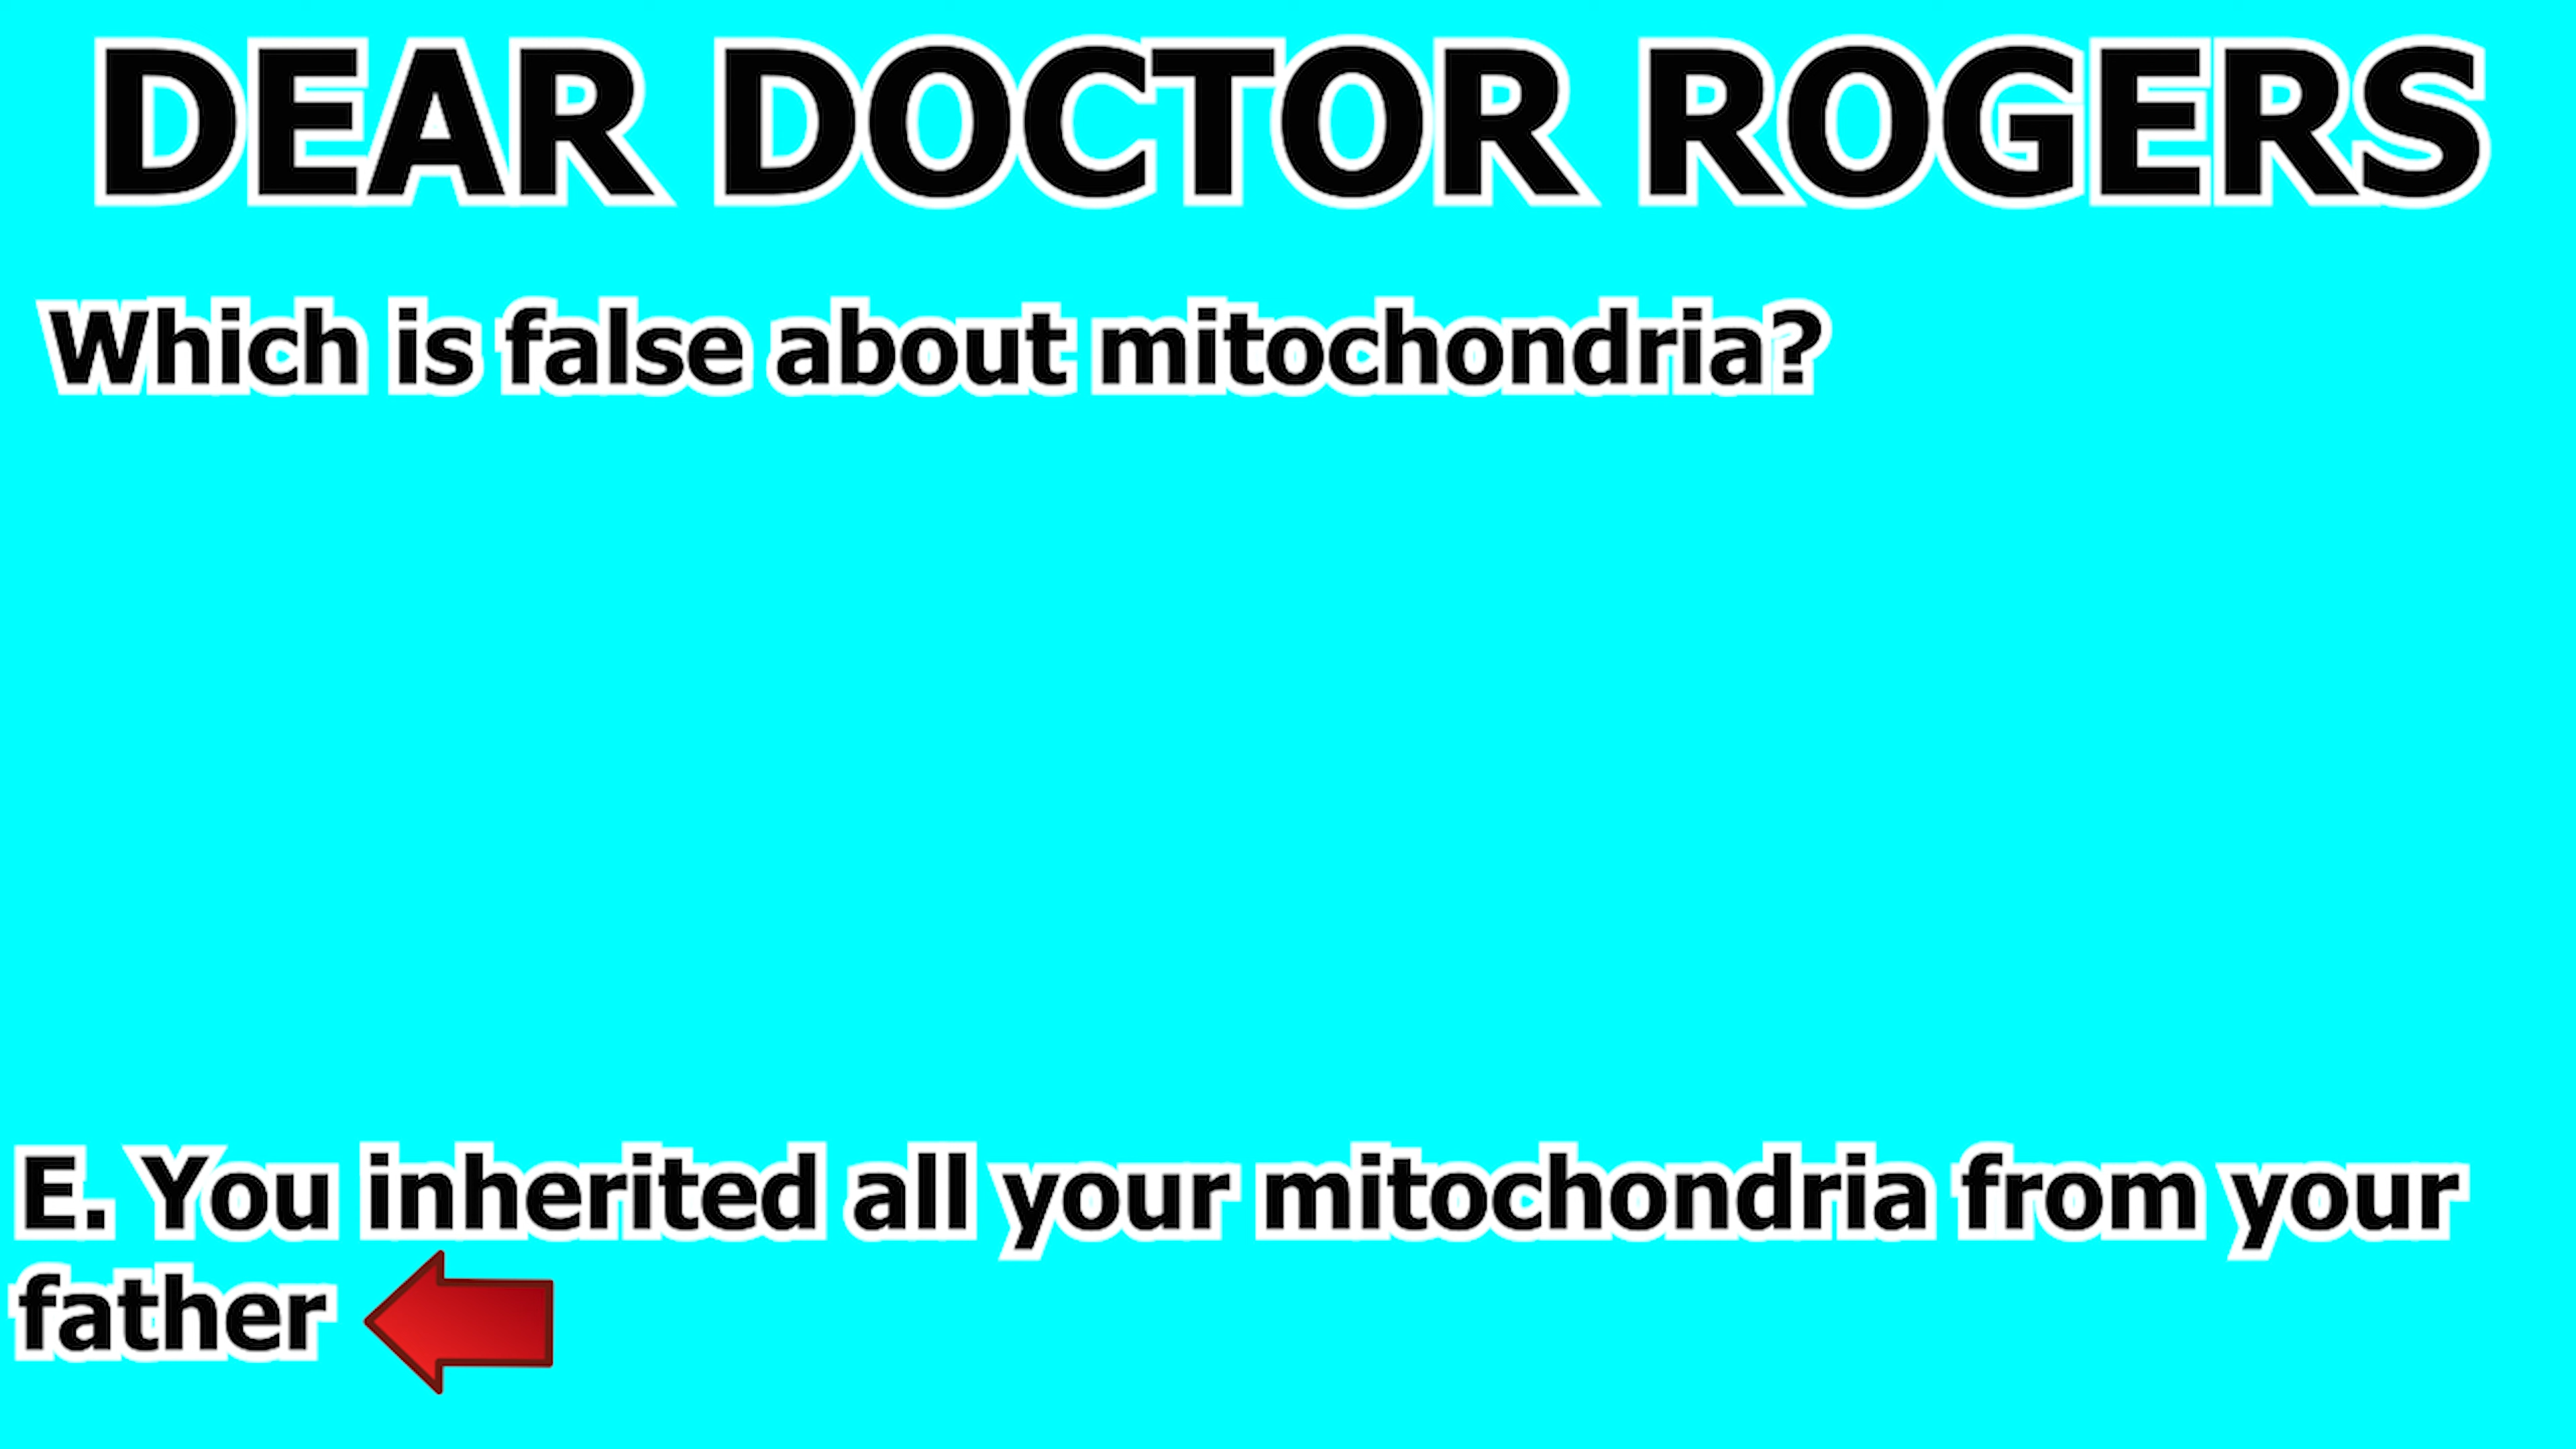 DEAR DOCTOR ROGERS
Which is false about mitochondria?
E. You inherited all your mitochondria from your
father